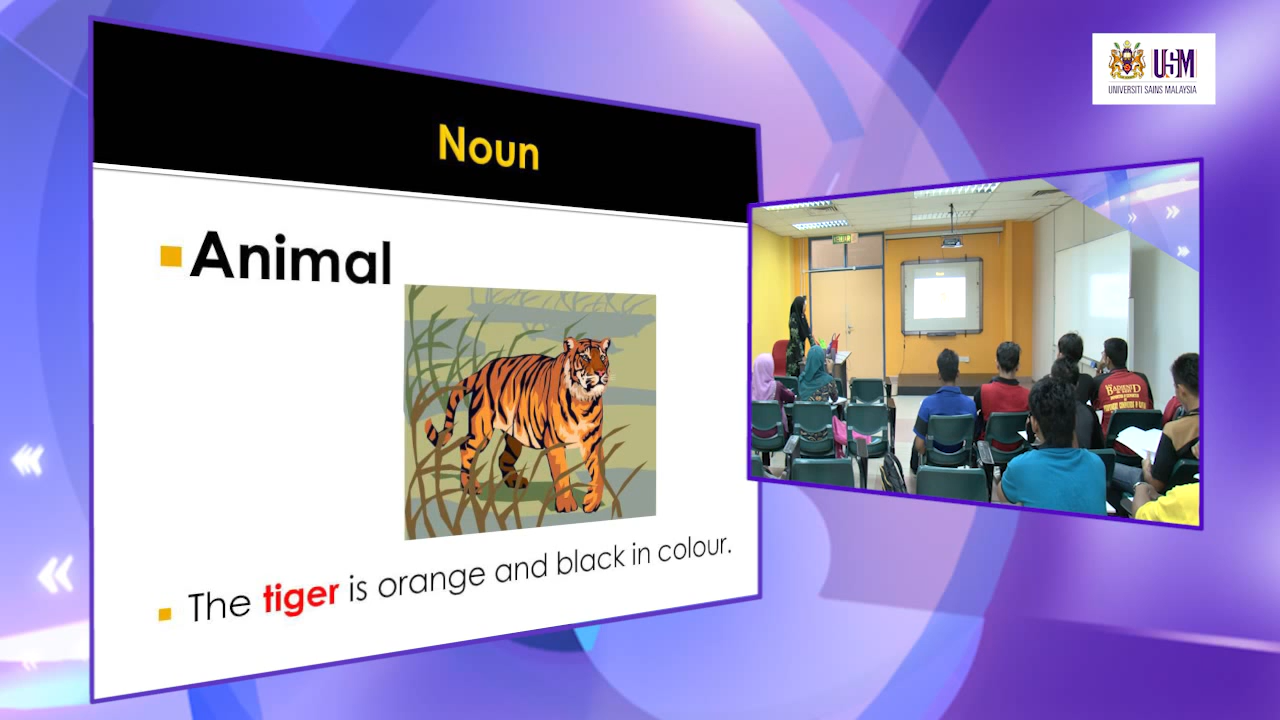 Noun
Animal
The tiger is orange and black in colour.
USM
UNIVERSITI SAINS MALAYSIA